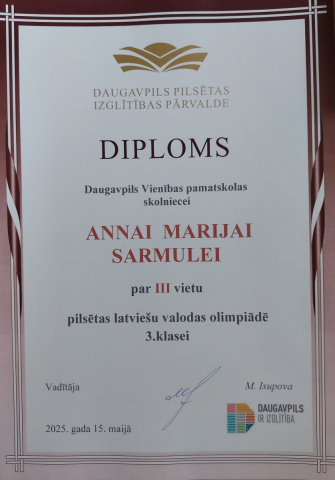 DAUGAVPILS PILSĒTAS
IZGLĪTĪBAS PĀRVALDE
DIPLOMS
Daugavpils Vienības pamatskolas
skolniecei
ANNAI MARIJAI
SARMULEI
par III vietu
pilsētas latviešu valodas olimpiādē
3.klasei
Vadītāja
M. Isupova
2025. gada 15. maijā
DAUGAVPILS
IR IZGLĪTĪBA